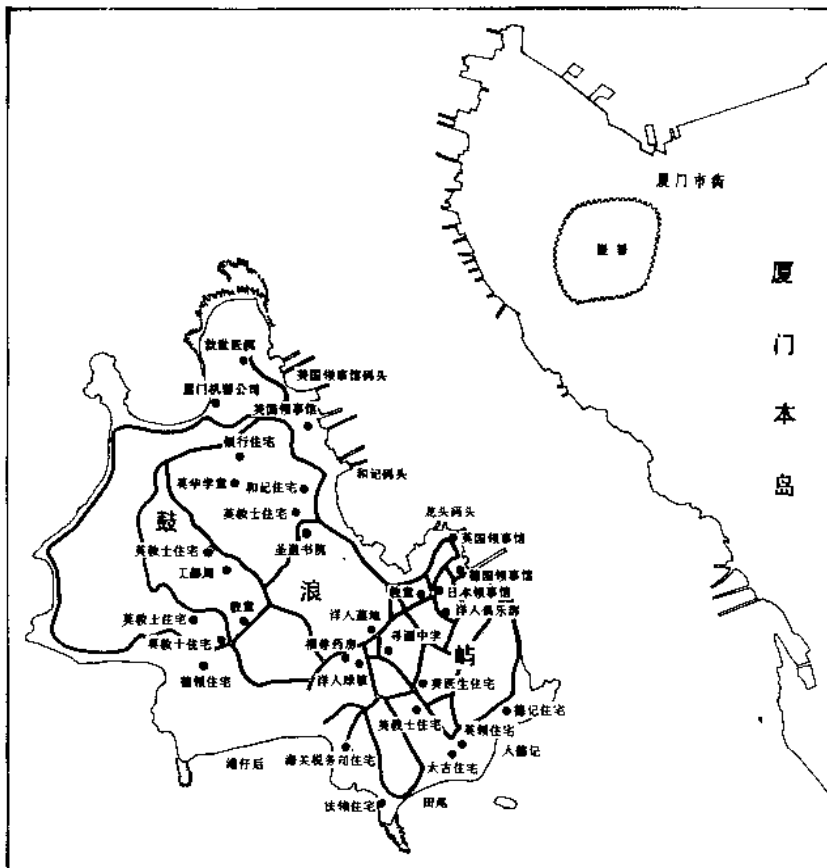 厦门市街
厦
门
本
岛
救世医院
英国领事馆码头
厦门机器公司
英国领事馆
银行住宅
和记码头
英华学堂
和记住宅
鼓
英教士住宅
龙头码头
英国领事馆
圣道书院
英教士住宅
德国领事馆
工部局
浪
教堂
日本领事馆
英教士住宅
教堂
洋人墓地
洋人俱乐部
英教士住宅
寻源中学
屿
德领住宅
洋人球埔
黄医生住宅
英教士住宅
德记住宅
英领住宅
大德记
港仔后
海关税务司住宅
太古住宅
法领住宅
田尾